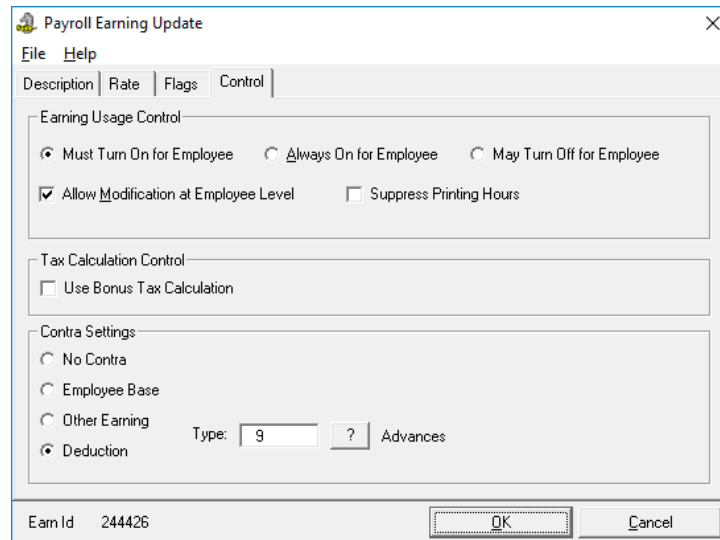 Payroll Earning Update
File Help
Description Rate Flags Control
Earning Usage Control
Must Turn On for Employee Always On for Employee May Turn Off for Employee
Allow Modification at Employee Level Suppress Printing Hours
Tax Calculation Control
Use Bonus Tax Calculation
Contra Settings
No Contra
Employee Base
Other Earning
Type: 9 ? Advances
Deduction
Earn Id 244426 OK Cancel